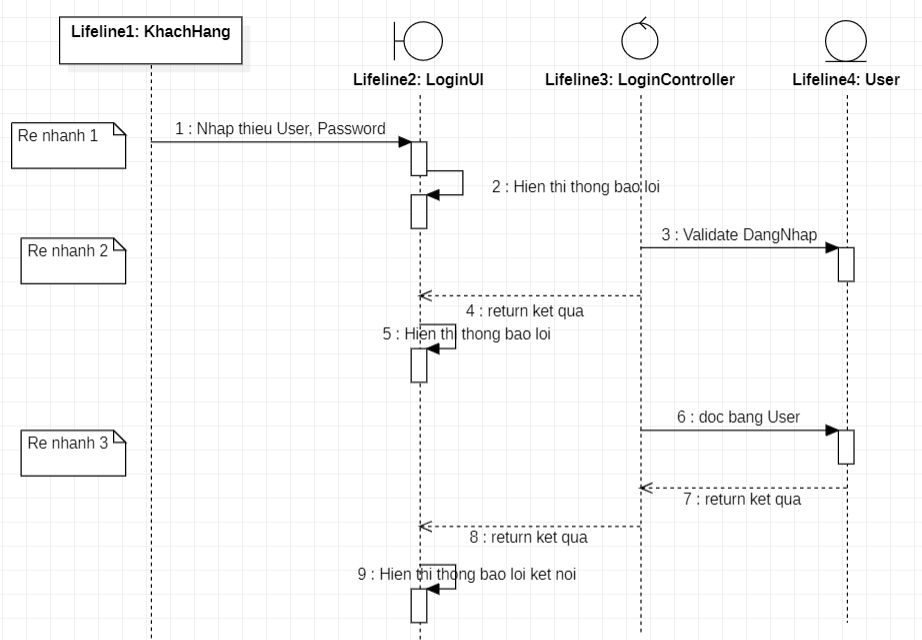 Lifeline1: KhachHang
Lifeline2: LoginUI
Lifeline3: LoginController
Lifeline4: User
Re nhanh 1
1 : Nhap thieu User, Password
2 : Hien thi thong bao loi
Re nhanh 2
3 : Validate DangNhap
4 : return ket qua
5 : Hien thi thong bao loi
Re nhanh 3
6 : doc bang User
7 : return ket qua
8 : return ket qua
9 : Hien thi thong bao loi ket noi